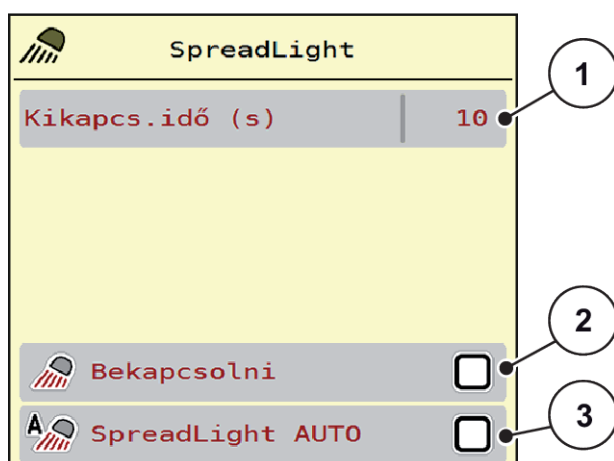 SpreadLight
Kikapcs.idő (s) 10
1
Bekapcsolni
2
A SpreadLight AUTO
3